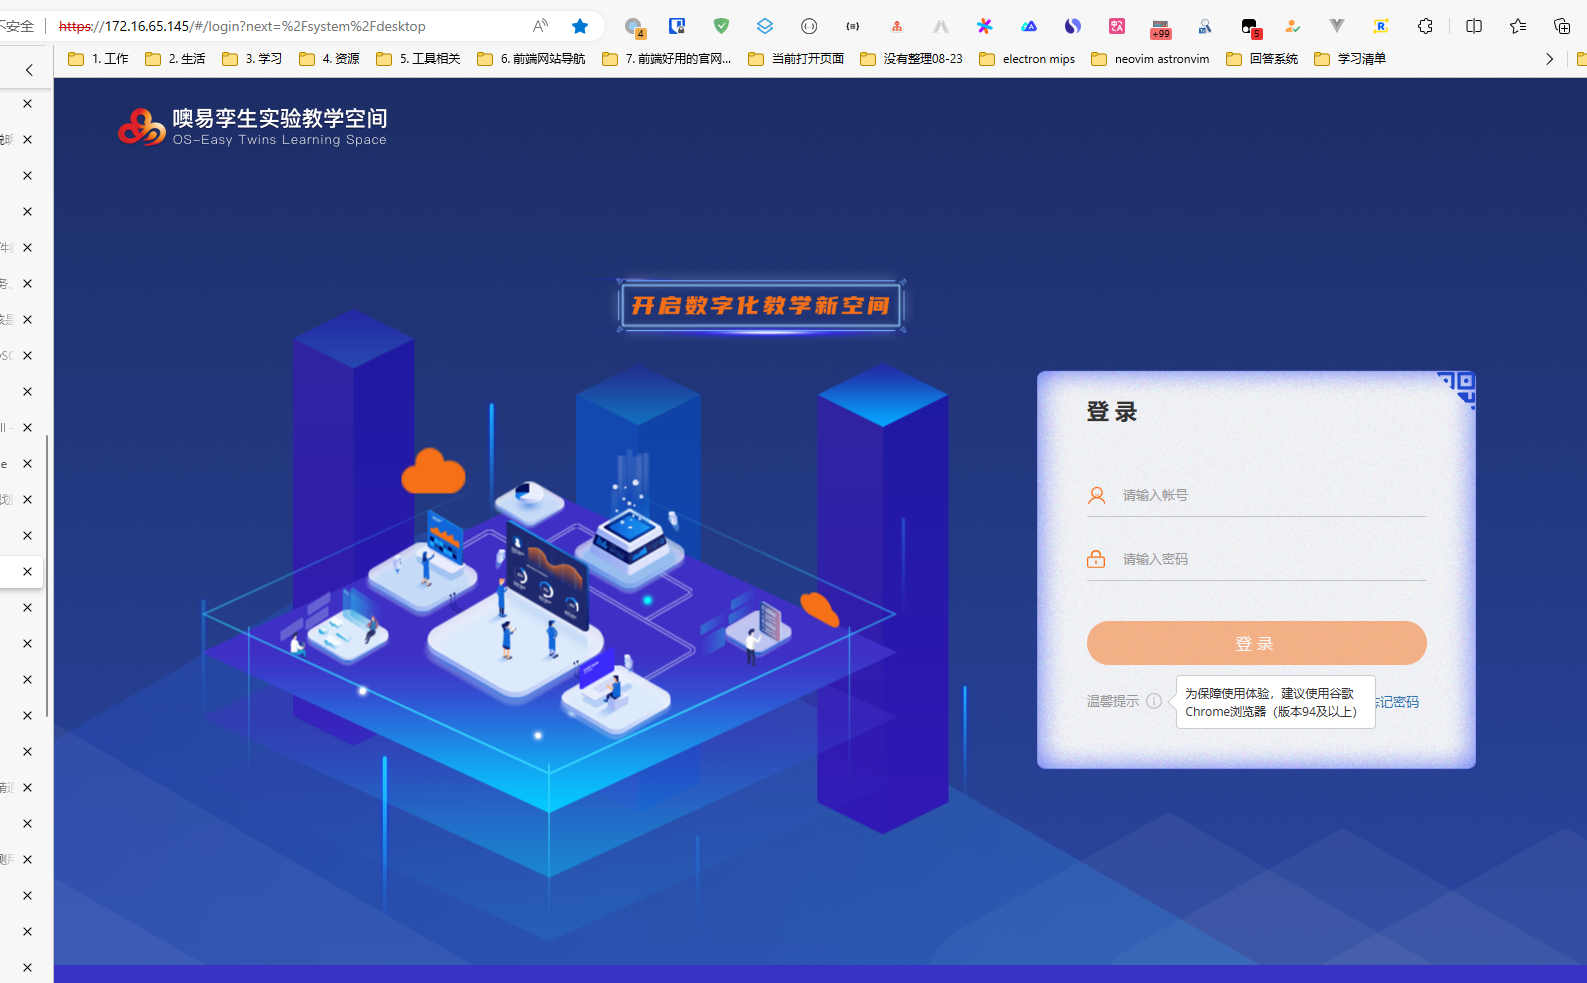 不安全 https://172.16.65.145/#/login?next=%2Fsystem%2Fdesktop
4
+99
5
1. 工作 2. 生活 3. 学习 4. 资源 5. 工具相关 6. 前端网站导航 7. 前端好用的官网... 当前打开页面 没有整理08-23 electron mips neovim astronvim 回答系统 学习清单
噢易孪生实验教学空间
OS-Easy Twins Learning Space
开启数字化教学新空间
登录
请输入帐号
请输入密码
登录
温馨提示
为保障使用体验，建议使用谷歌
Chrome浏览器（版本94及以上）
记密码